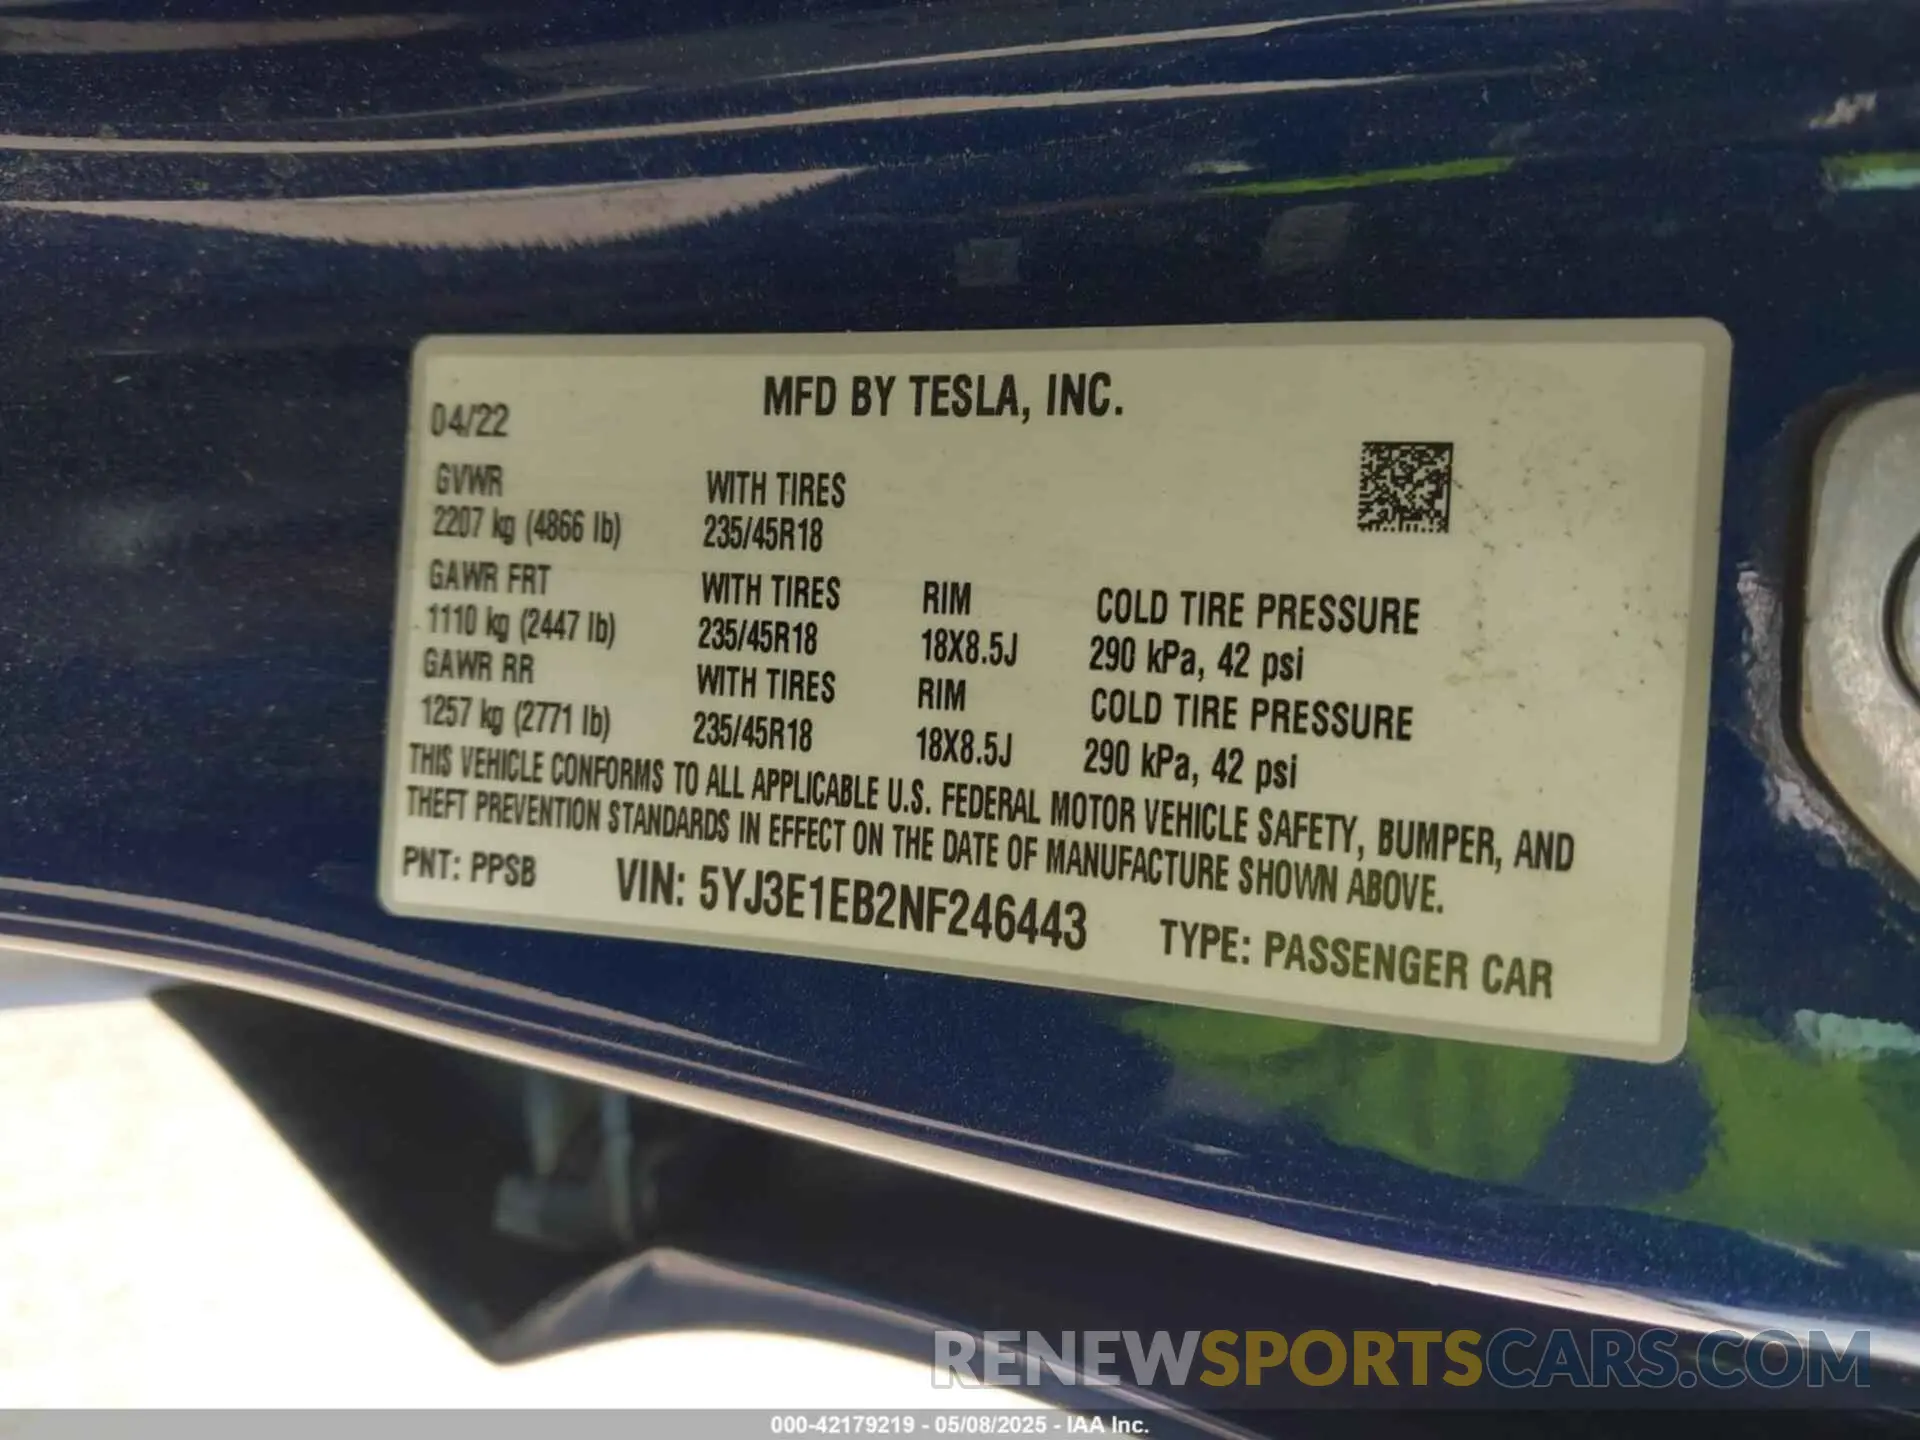 MFD BY TESLA, INC.
04/22
GVWR WITH TIRES
2207 kg (4866 lb) 235/45R18
GAWR FRT WITH TIRES RIM COLD TIRE PRESSURE
1110 kg (2447 lb) 235/45R18 18X8.5J 290 kPa, 42 psi
GAWR RR WITH TIRES RIM COLD TIRE PRESSURE
1257 kg (2771 lb) 235/45R18 18X8.5J 290 kPa, 42 psi
THIS VEHICLE CONFORMS TO ALL APPLICABLE U.S. FEDERAL MOTOR VEHICLE SAFETY, BUMPER, AND
THEFT PREVENTION STANDARDS IN EFFECT ON THE DATE OF MANUFACTURE SHOWN ABOVE.
PNT: PPSB VIN: 5YJ3E1EB2NF246443 TYPE: PASSENGER CAR
RENEWSPORTSCARS.COM
000-42179219 - 05/08/2025 - IAA Inc.